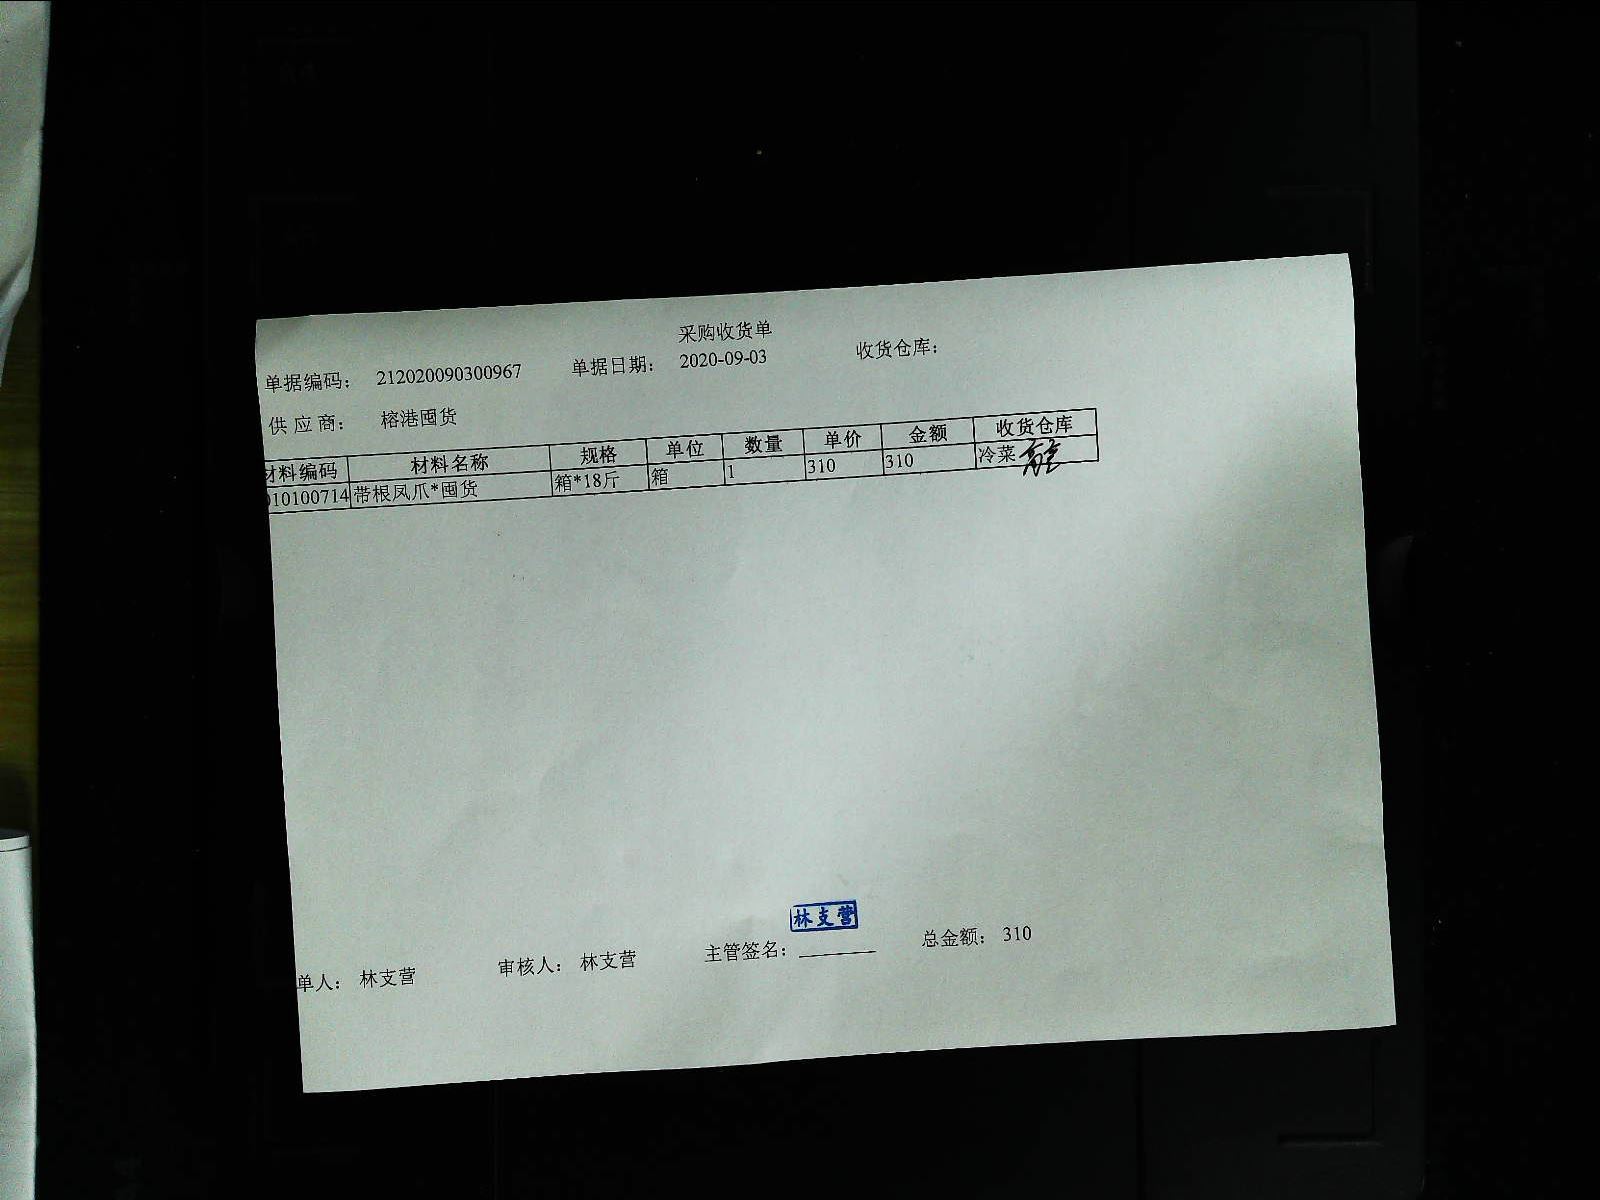 采购收货单
单据编码： 212020090300967 单据日期： 2020-09-03 收货仓库：
供应商： 榕港囤货
材料编码 材料名称 规格 单位 数量 单价 金额 收货仓库
010100714 带根凤爪*囤货 箱*18斤 箱 1 310 310 冷菜
林支营
单人： 林支营 审核人： 林支营 主管签名： 总金额： 310